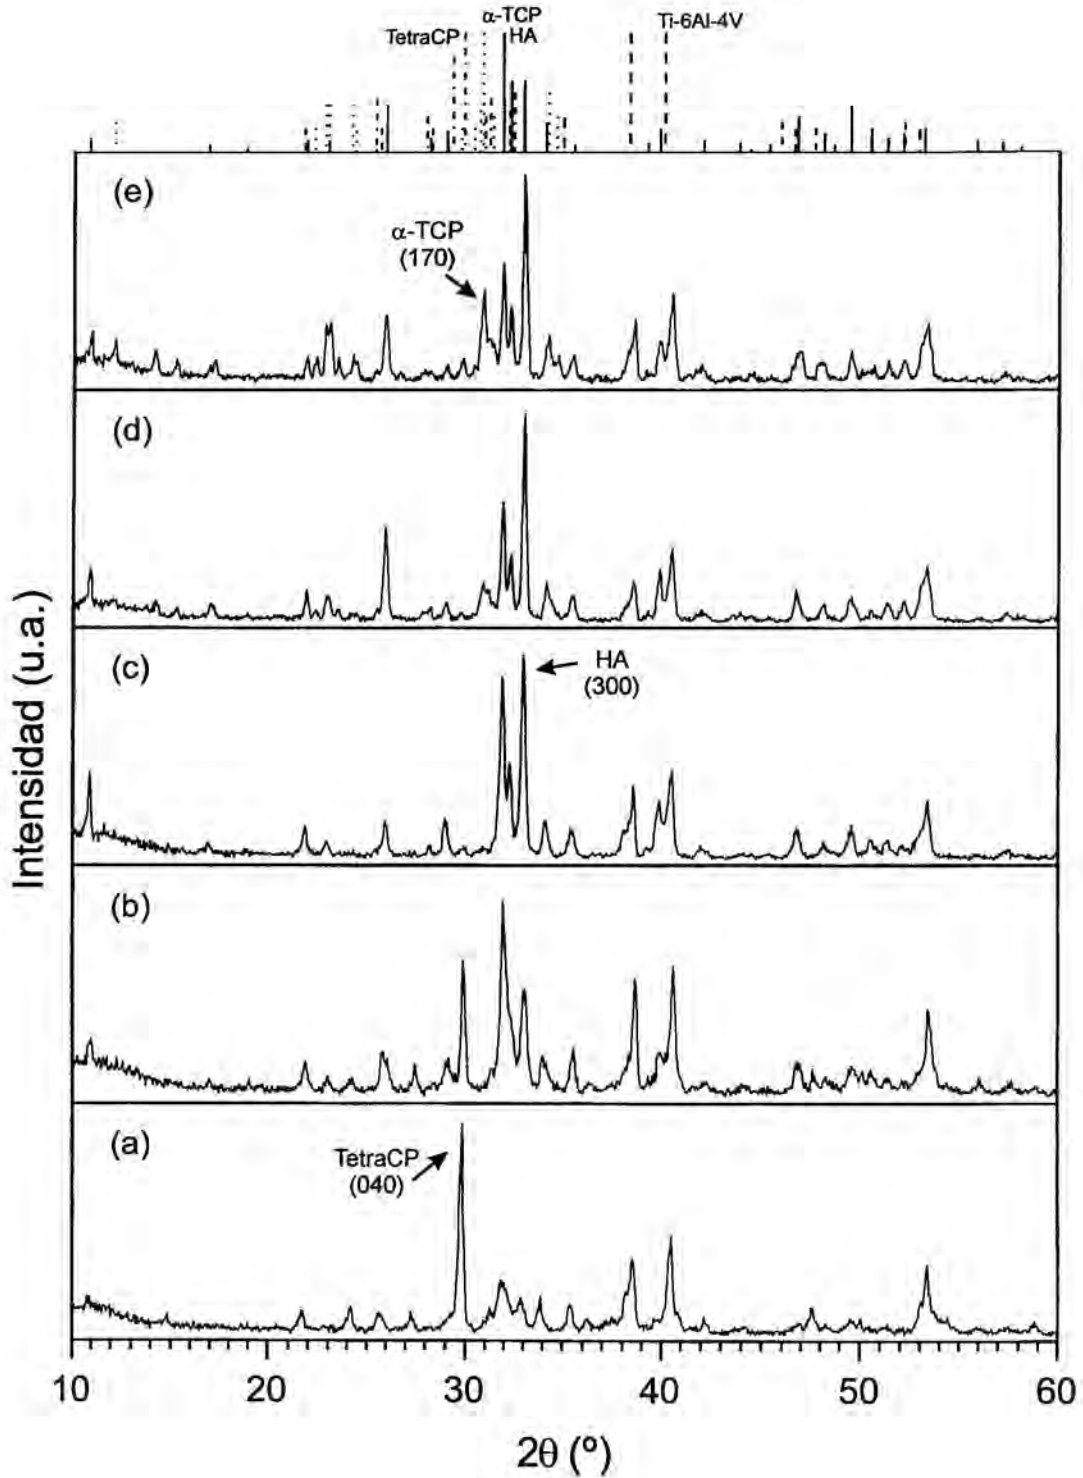 α-TCP
TetraCP
HA
Ti-6Al-4V
(e)
α-TCP
(170)
(d)
(c)
HA
(300)
(b)
(a)
TetraCP
(040)
Intensidad (u.a.)
10 20 30 40 50 60
2θ (º)